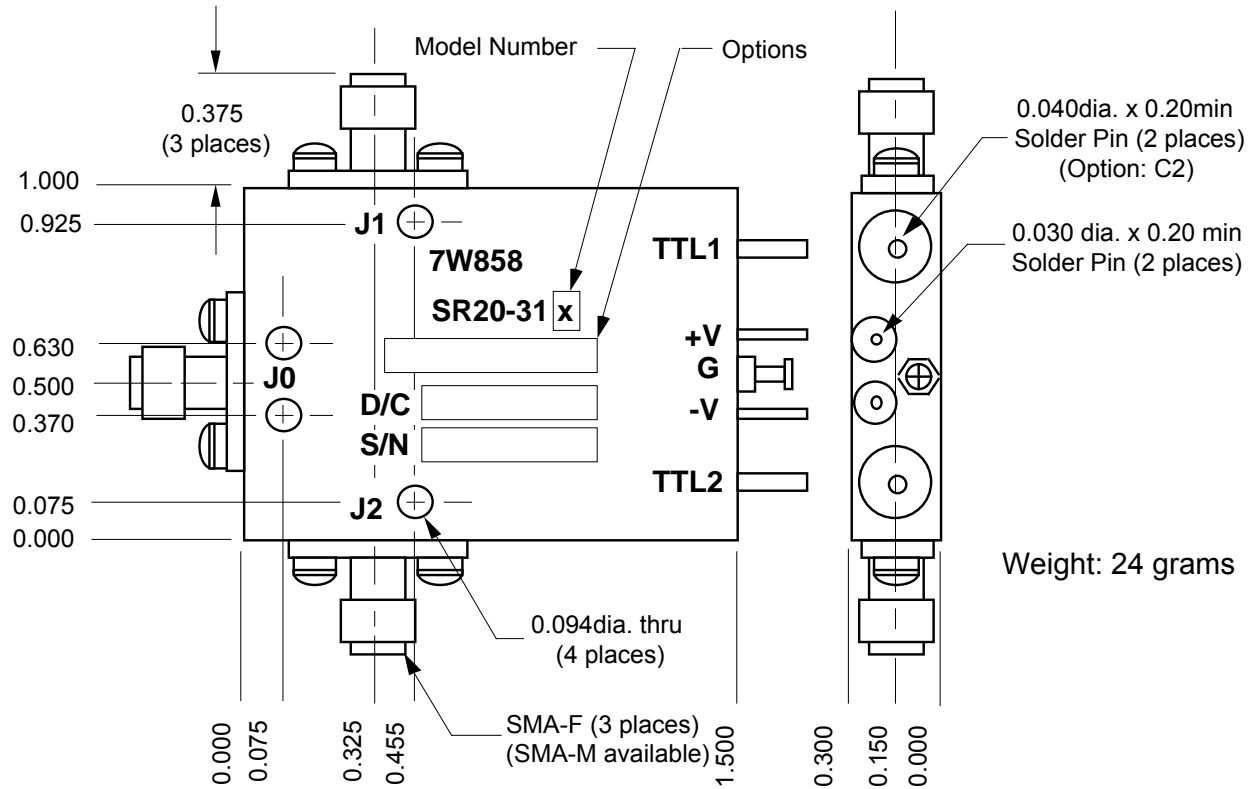 Model Number
Options
0.375
(3 places)
0.040dia. x 0.20min
Solder Pin (2 places)
(Option: C2)
1.000
0.925
J1
7W858
SR20-31 x
TTL1
0.030 dia. x 0.20 min
Solder Pin (2 places)
0.630
0.500
0.370
J0
+V
G
-V
D/C
S/N
0.075
0.000
J2
TTL2
Weight: 24 grams
0.094dia. thru
(4 places)
SMA-F (3 places)
(SMA-M available)
0.000
0.075
0.325
0.455
1.500
0.300
0.150
0.000